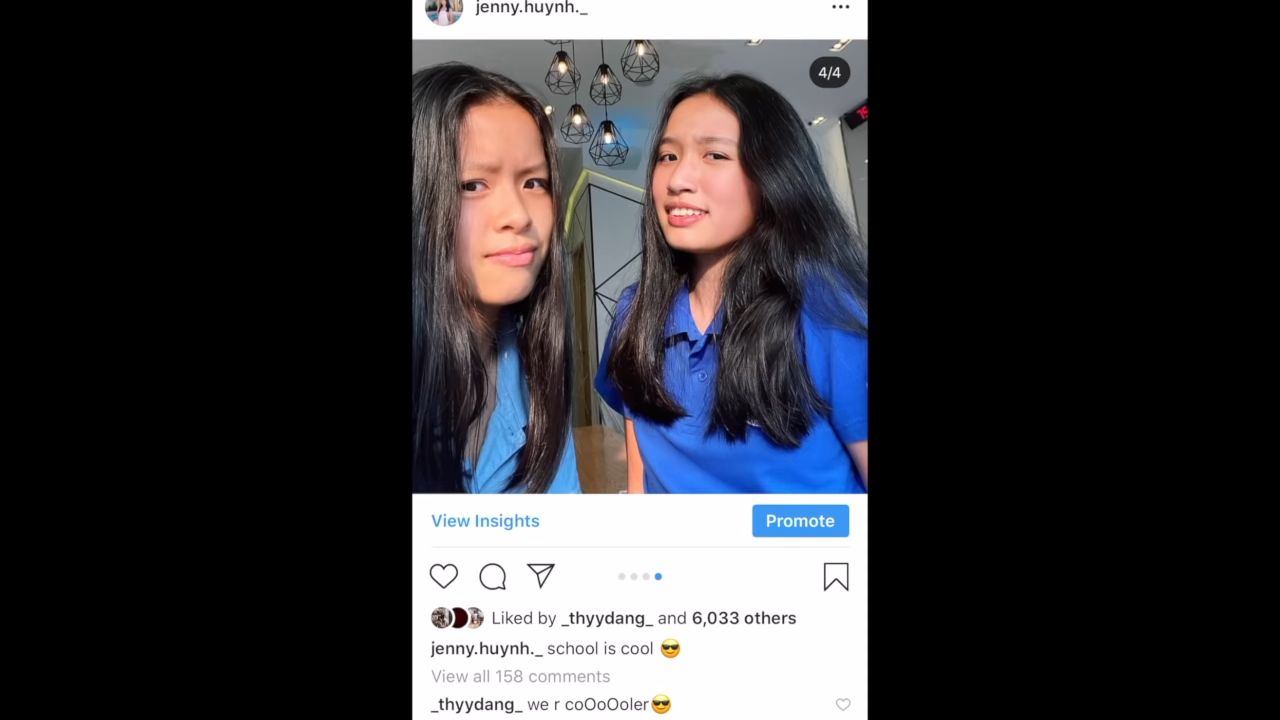 jenny.huynh._
4/4
View Insights
Promote
Liked by _thyydang_ and 6,033 others
jenny.huynh._ school is cool 😎
View all 158 comments
_thyydang_ we r coOoOoler😎